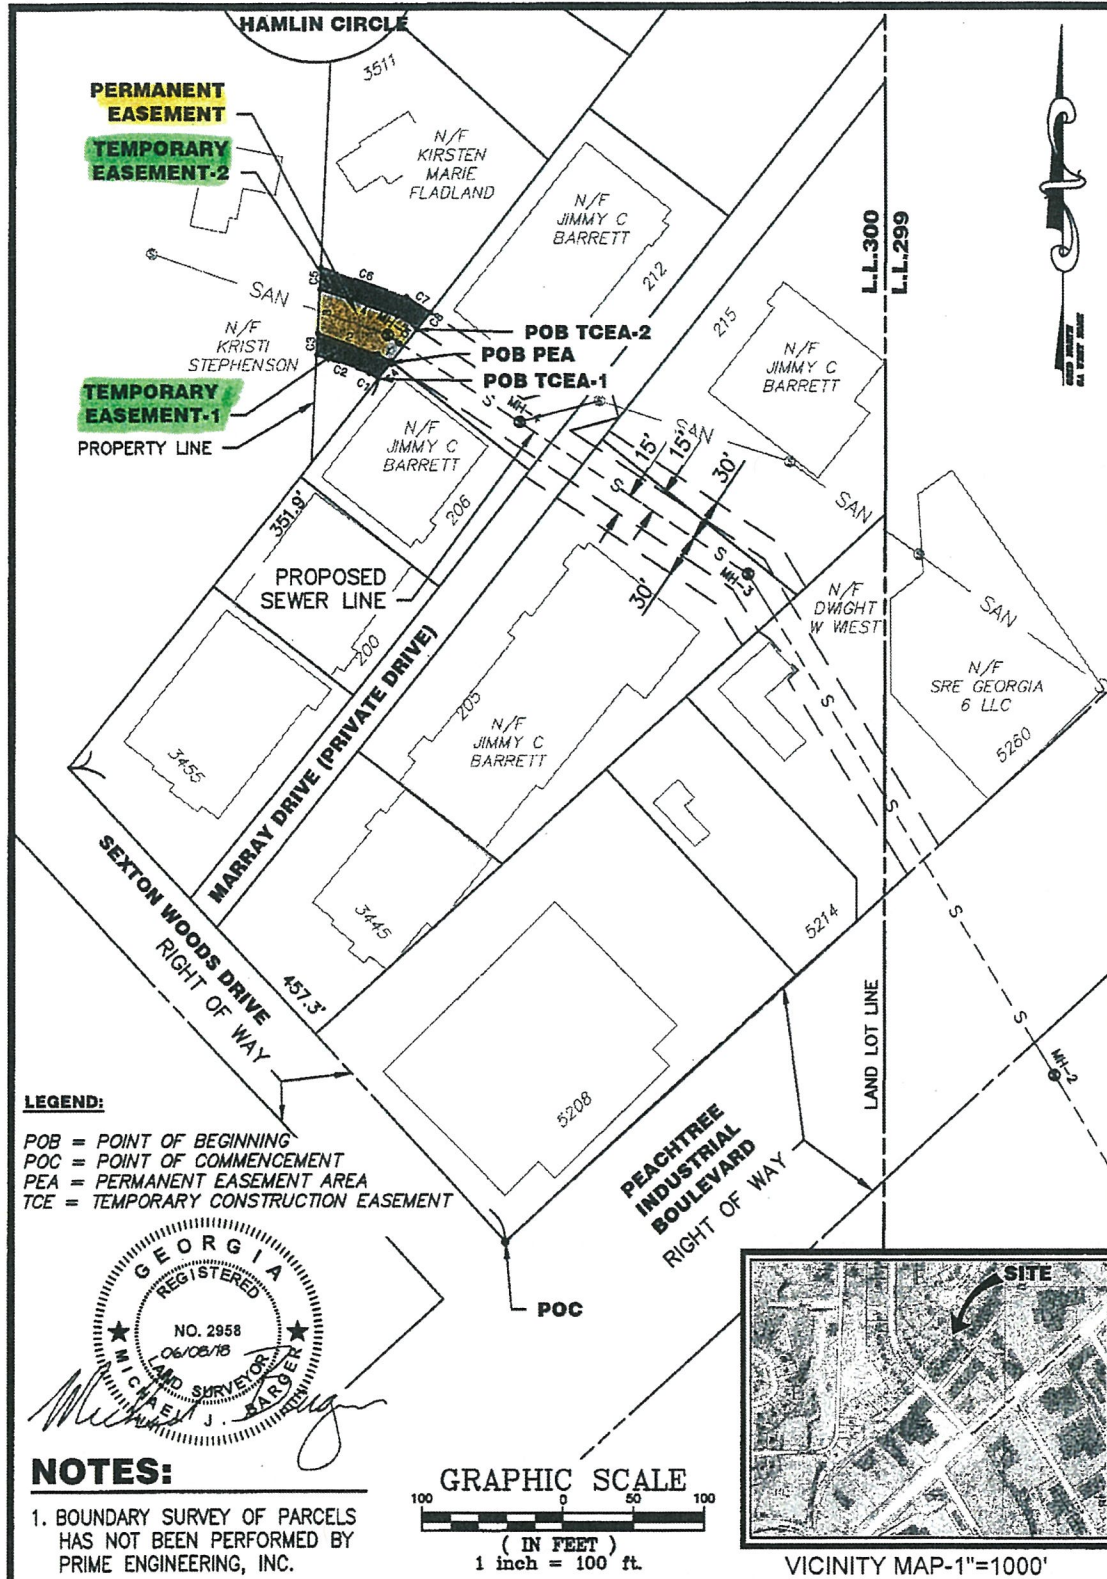 HAMLIN CIRCLE
3511
PERMANENT
EASEMENT
TEMPORARY
EASEMENT-2
N/F
KIRSTEN
MARIE
FLADLAND
N/F
JIMMY C
BARRETT
212
L.L.300
L.L.299
GRID NORTH
GA WEST ZONE
SAN
C5
C6
C7
C8
N/F
KRISTI
STEPHENSON
C3
C2
C1
POB TCEA-2
POB PEA
POB TCEA-1
TEMPORARY
EASEMENT-1
PROPERTY LINE
215
N/F
JIMMY C
BARRETT
N/F
JIMMY C
BARRETT
206
S
SAN
15'
15'
30'
S
S
MH-3
30'
SAN
351.9'
PROPOSED
SEWER LINE
200
N/F
DWIGHT
W WIEST
SAN
N/F
SRE GEORGIA
6 LLC
5260
S
205
N/F
JIMMY C
BARRETT
3455
MARRAY DRIVE (PRIVATE DRIVE)
S
S
S
S
SEXTON WOODS DRIVE
RIGHT OF WAY
3445
457.3'
5214
LAND LOT LINE
MH-2
5208
PEACHTREE
INDUSTRIAL
BOULEVARD
RIGHT OF WAY
LEGEND:
POB = POINT OF BEGINNING
POC = POINT OF COMMENCEMENT
PEA = PERMANENT EASEMENT AREA
TCE = TEMPORARY CONSTRUCTION EASEMENT
POC
GEORGIA
REGISTERED
NO. 2958
06/08/18
LAND SURVEYOR
MICHAEL J. BARGER
SITE
VICINITY MAP-1"=1000'
NOTES:
1. BOUNDARY SURVEY OF PARCELS
HAS NOT BEEN PERFORMED BY
PRIME ENGINEERING, INC.
GRAPHIC SCALE
100 0 50 100
( IN FEET )
1 inch = 100 ft.